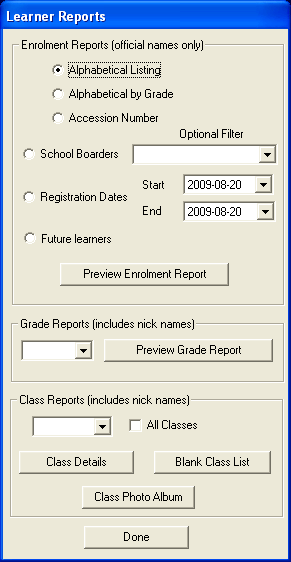 Learner Reports
Enrolment Reports (official names only)
Alphabetical Listing
Alphabetical by Grade
Accession Number
Optional Filter
School Boarders
Start 2009-08-20
Registration Dates
End 2009-08-20
Future learners
Preview Enrolment Report
Grade Reports (includes nick names)
Preview Grade Report
Class Reports (includes nick names)
All Classes
Class Details Blank Class List
Class Photo Album
Done